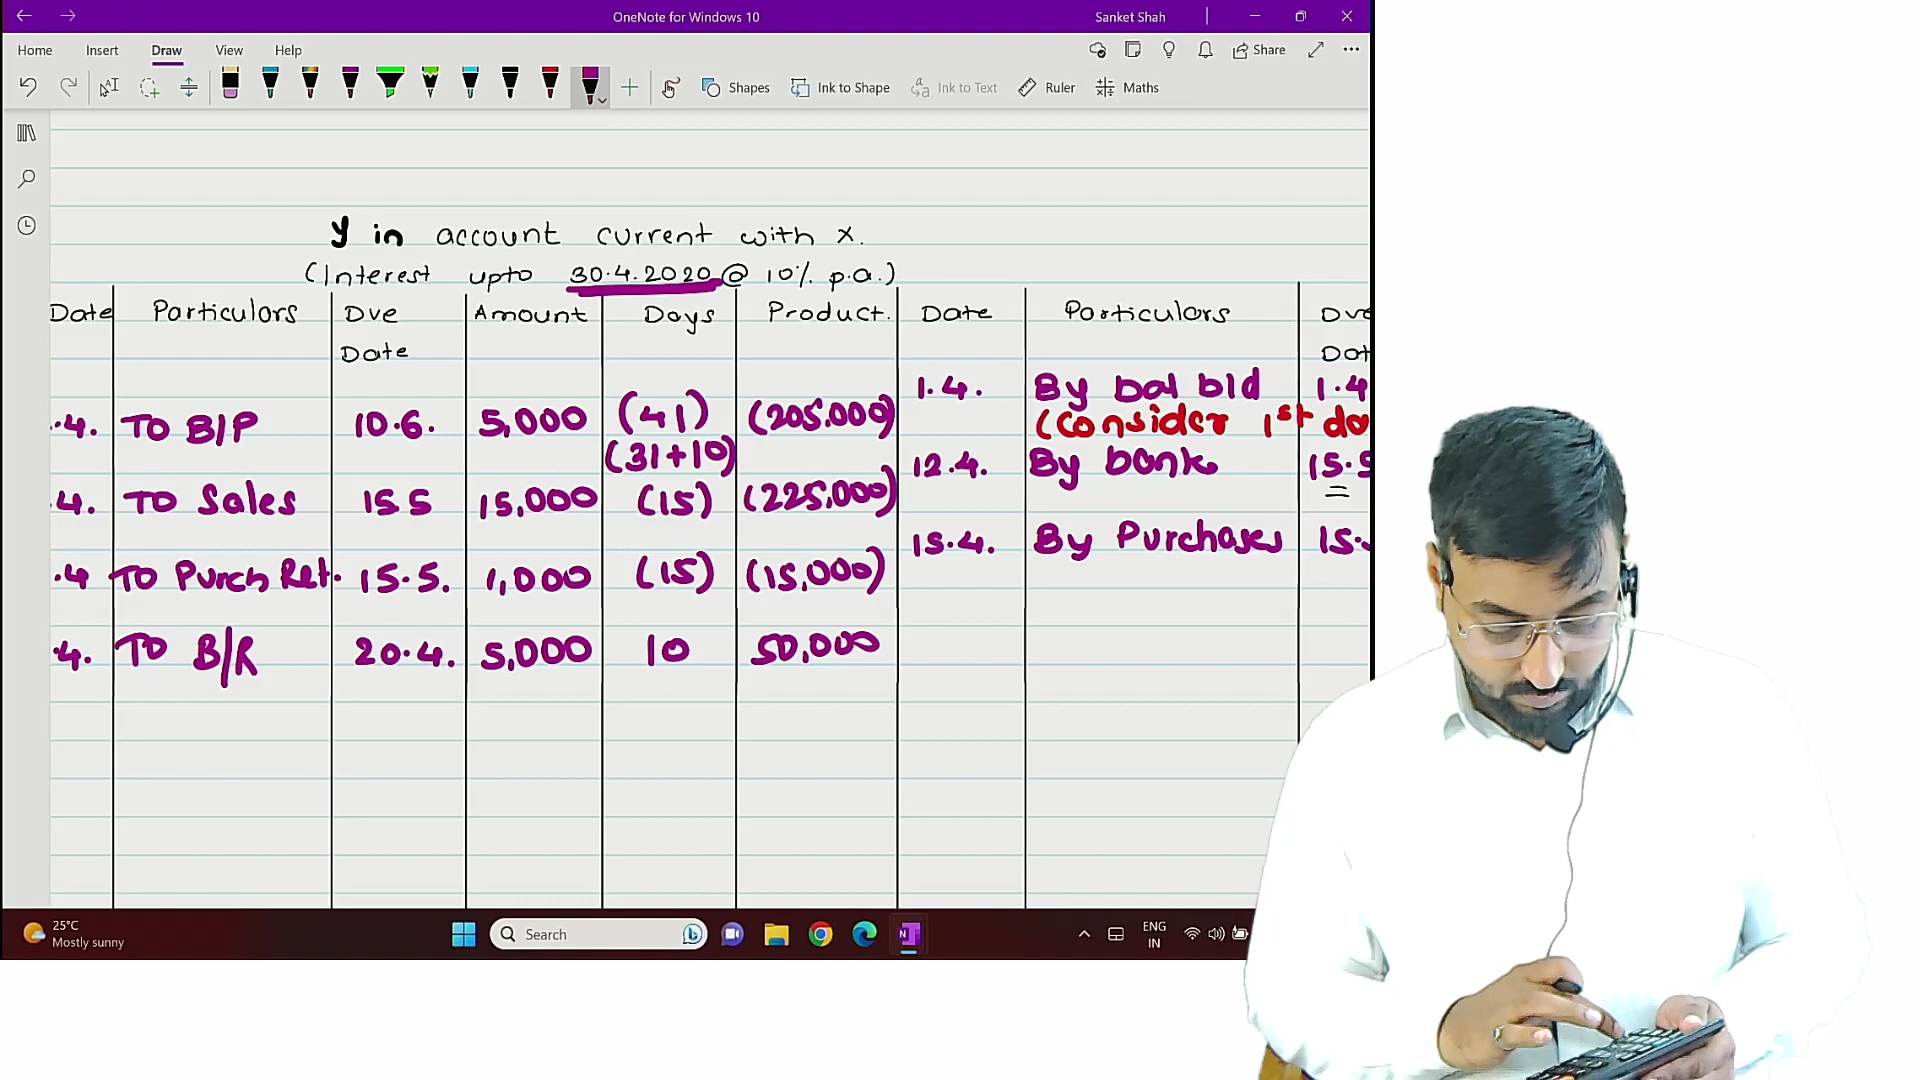 OneNote for Windows 10
Sanket Shah
Home Insert Draw View Help
Share
Shapes Ink to Shape Ink to Text Ruler Maths
y in account current with x.
(Interest upto 30.4.2020 @ 10% p.a.)
Date Particulars Due Date Amount Days Product. Date Particulars
.4. TO B/P 10.6. 5,000 (41) (205,000) 1.4. By bal b/d 1.4
(31+10) (consider 1st
12.4. By bank 15.5
4. TO Sales 15.5 15,000 (15) (225,000)
15.4. By Purchases 15.
.4 TO Purch Ret. 15.5. 1,000 (15) (15,000)
4. TO B/R 20.4. 5,000 10 50,000
25°C
Mostly sunny
Search
ENG
IN